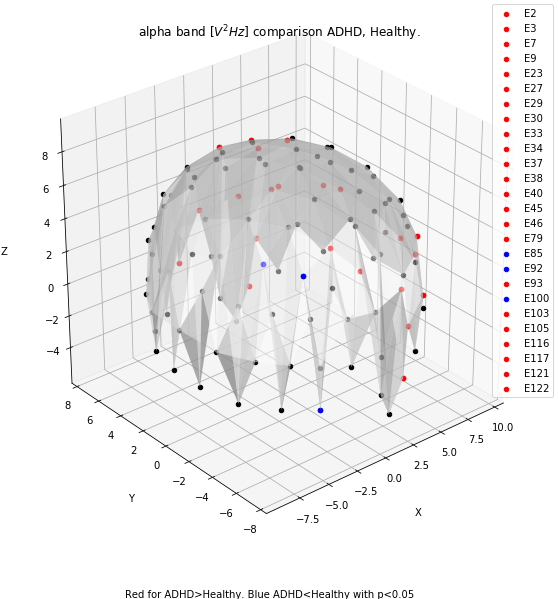 alpha band [V²Hz] comparison ADHD, Healthy.
E2
E3
E7
E9
E23
E27
E29
E30
E33
E34
E37
E38
E40
E45
E46
E79
E85
E92
E93
E100
E103
E105
E116
E117
E121
E122
Z
8
6
4
2
0
−2
−4
8
6
4
2
0
−2
−4
−6
−8
Y
−7.5
−5.0
−2.5
0.0
2.5
5.0
7.5
10.0
X
Red for ADHD>Healthy. Blue ADHD<Healthy with p<0.05